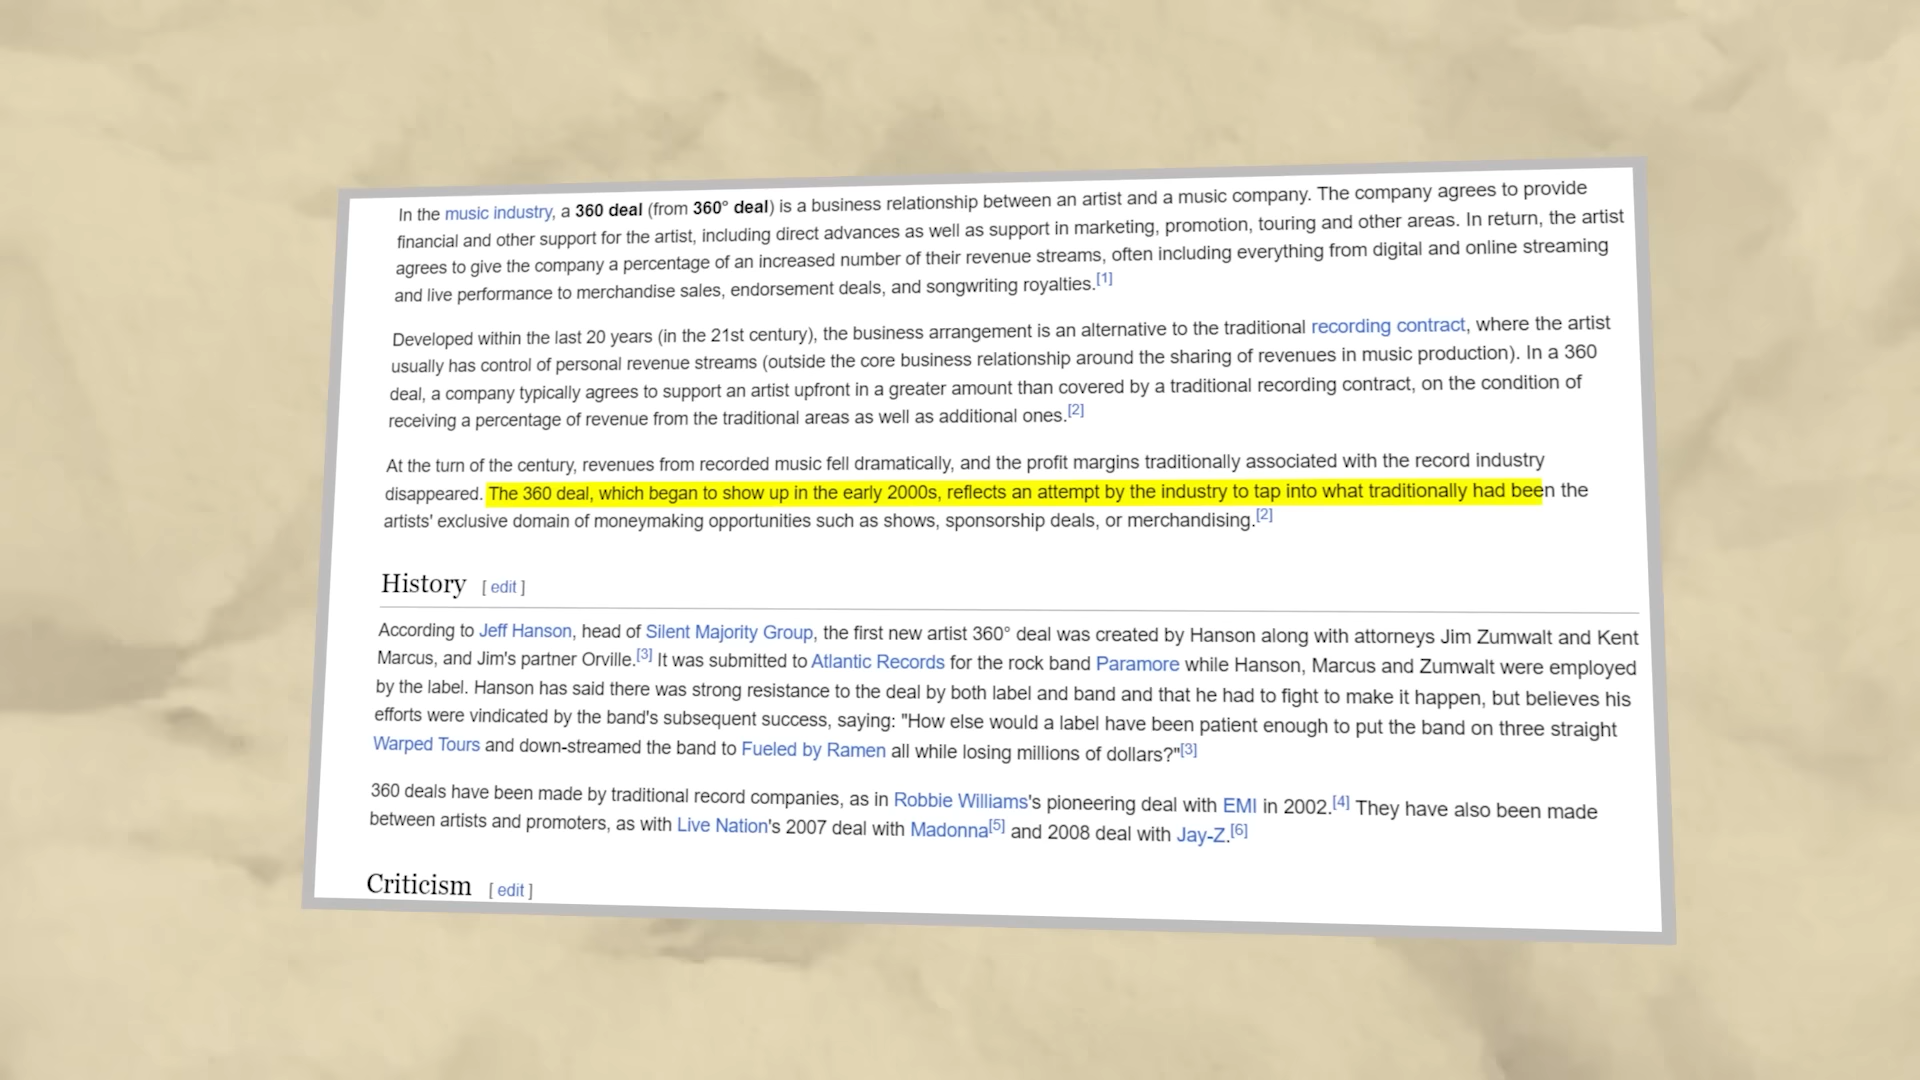 In the music industry, a 360 deal (from 360° deal) is a business relationship between an artist and a music company. The company agrees to provide
financial and other support for the artist, including direct advances as well as support in marketing, promotion, touring and other areas. In return, the artist
agrees to give the company a percentage of an increased number of their revenue streams, often including everything from digital and online streaming
and live performance to merchandise sales, endorsement deals, and songwriting royalties.[1]
Developed within the last 20 years (in the 21st century), the business arrangement is an alternative to the traditional recording contract, where the artist
usually has control of personal revenue streams (outside the core business relationship around the sharing of revenues in music production). In a 360
deal, a company typically agrees to support an artist upfront in a greater amount than covered by a traditional recording contract, on the condition of
receiving a percentage of revenue from the traditional areas as well as additional ones.[2]
At the turn of the century, revenues from recorded music fell dramatically, and the profit margins traditionally associated with the record industry
disappeared. The 360 deal, which began to show up in the early 2000s, reflects an attempt by the industry to tap into what traditionally had been the
artists' exclusive domain of moneymaking opportunities such as shows, sponsorship deals, or merchandising.[2]
History [ edit ]
According to Jeff Hanson, head of Silent Majority Group, the first new artist 360° deal was created by Hanson along with attorneys Jim Zumwalt and Kent
Marcus, and Jim's partner Orville.[3] It was submitted to Atlantic Records for the rock band Paramore while Hanson, Marcus and Zumwalt were employed
by the label. Hanson has said there was strong resistance to the deal by both label and band and that he had to fight to make it happen, but believes his
efforts were vindicated by the band's subsequent success, saying: "How else would a label have been patient enough to put the band on three straight
Warped Tours and down-streamed the band to Fueled by Ramen all while losing millions of dollars?"[3]
360 deals have been made by traditional record companies, as in Robbie Williams's pioneering deal with EMI in 2002.[4] They have also been made
between artists and promoters, as with Live Nation's 2007 deal with Madonna[5] and 2008 deal with Jay-Z.[6]
Criticism [ edit ]